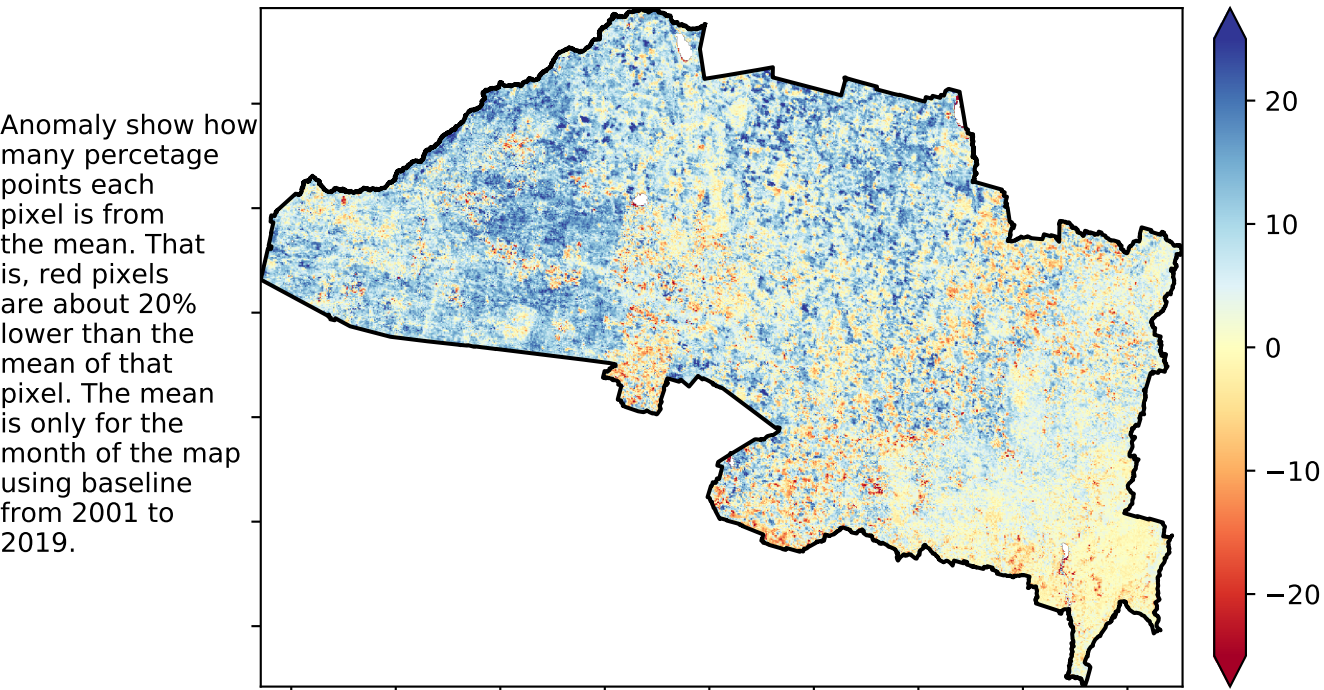 Anomaly show how
many percetage
points each
pixel is from
the mean. That
is, red pixels
are about 20%
lower than the
mean of that
pixel. The mean
is only for the
month of the map
using baseline
from 2001 to
2019.
20
10
0
−10
−20